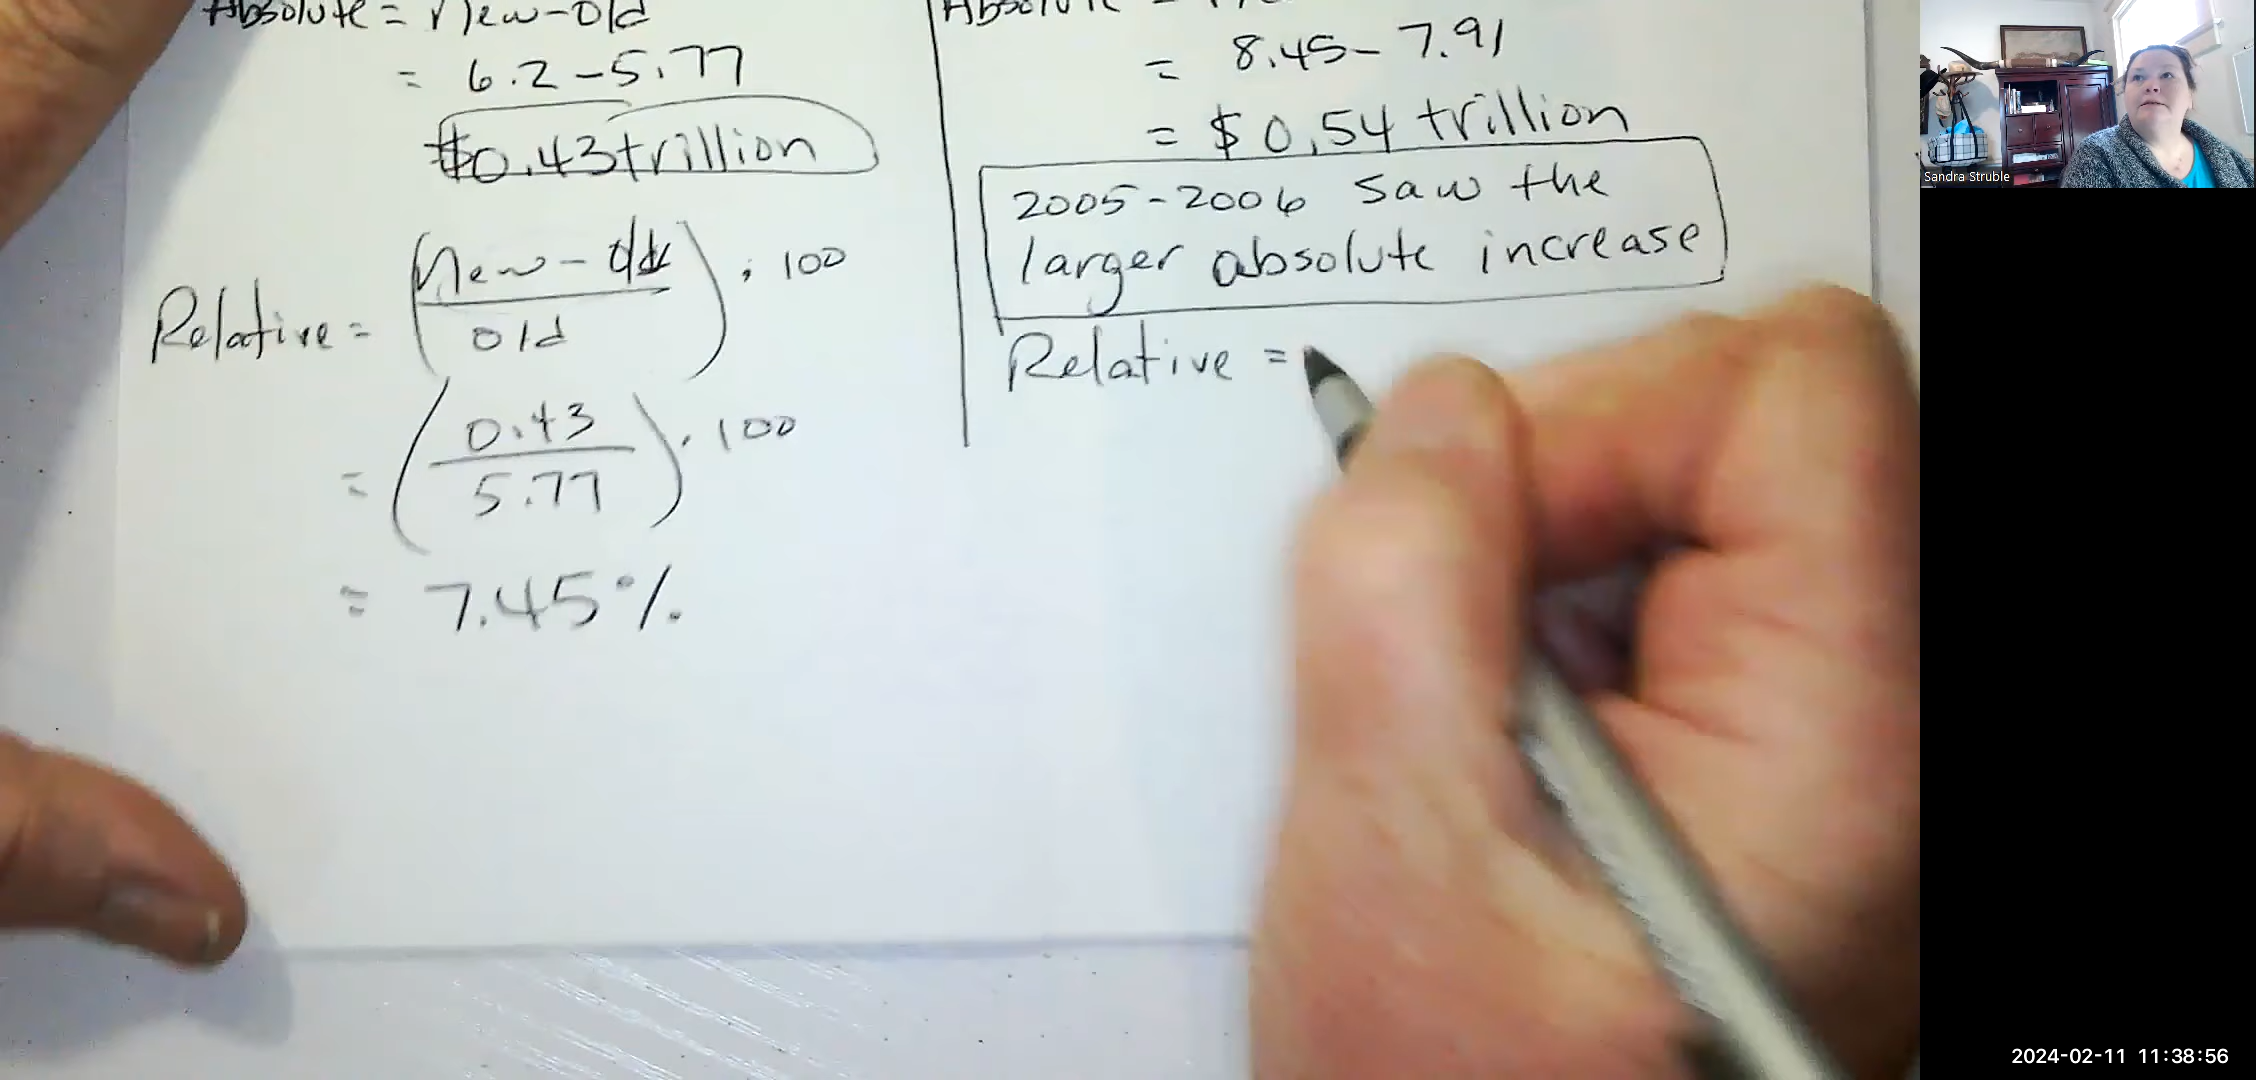 Absolute = New-old
= 6.2-5.77
$0.43 trillion
Relative = (New-old/old) · 100
= (0.43/5.77) · 100
= 7.45%
Absolute =
= 8.45-7.91
= $0.54 trillion
2005-2006 saw the
larger absolute increase
Relative =
Sandra Struble
2024-02-11 11:38:56